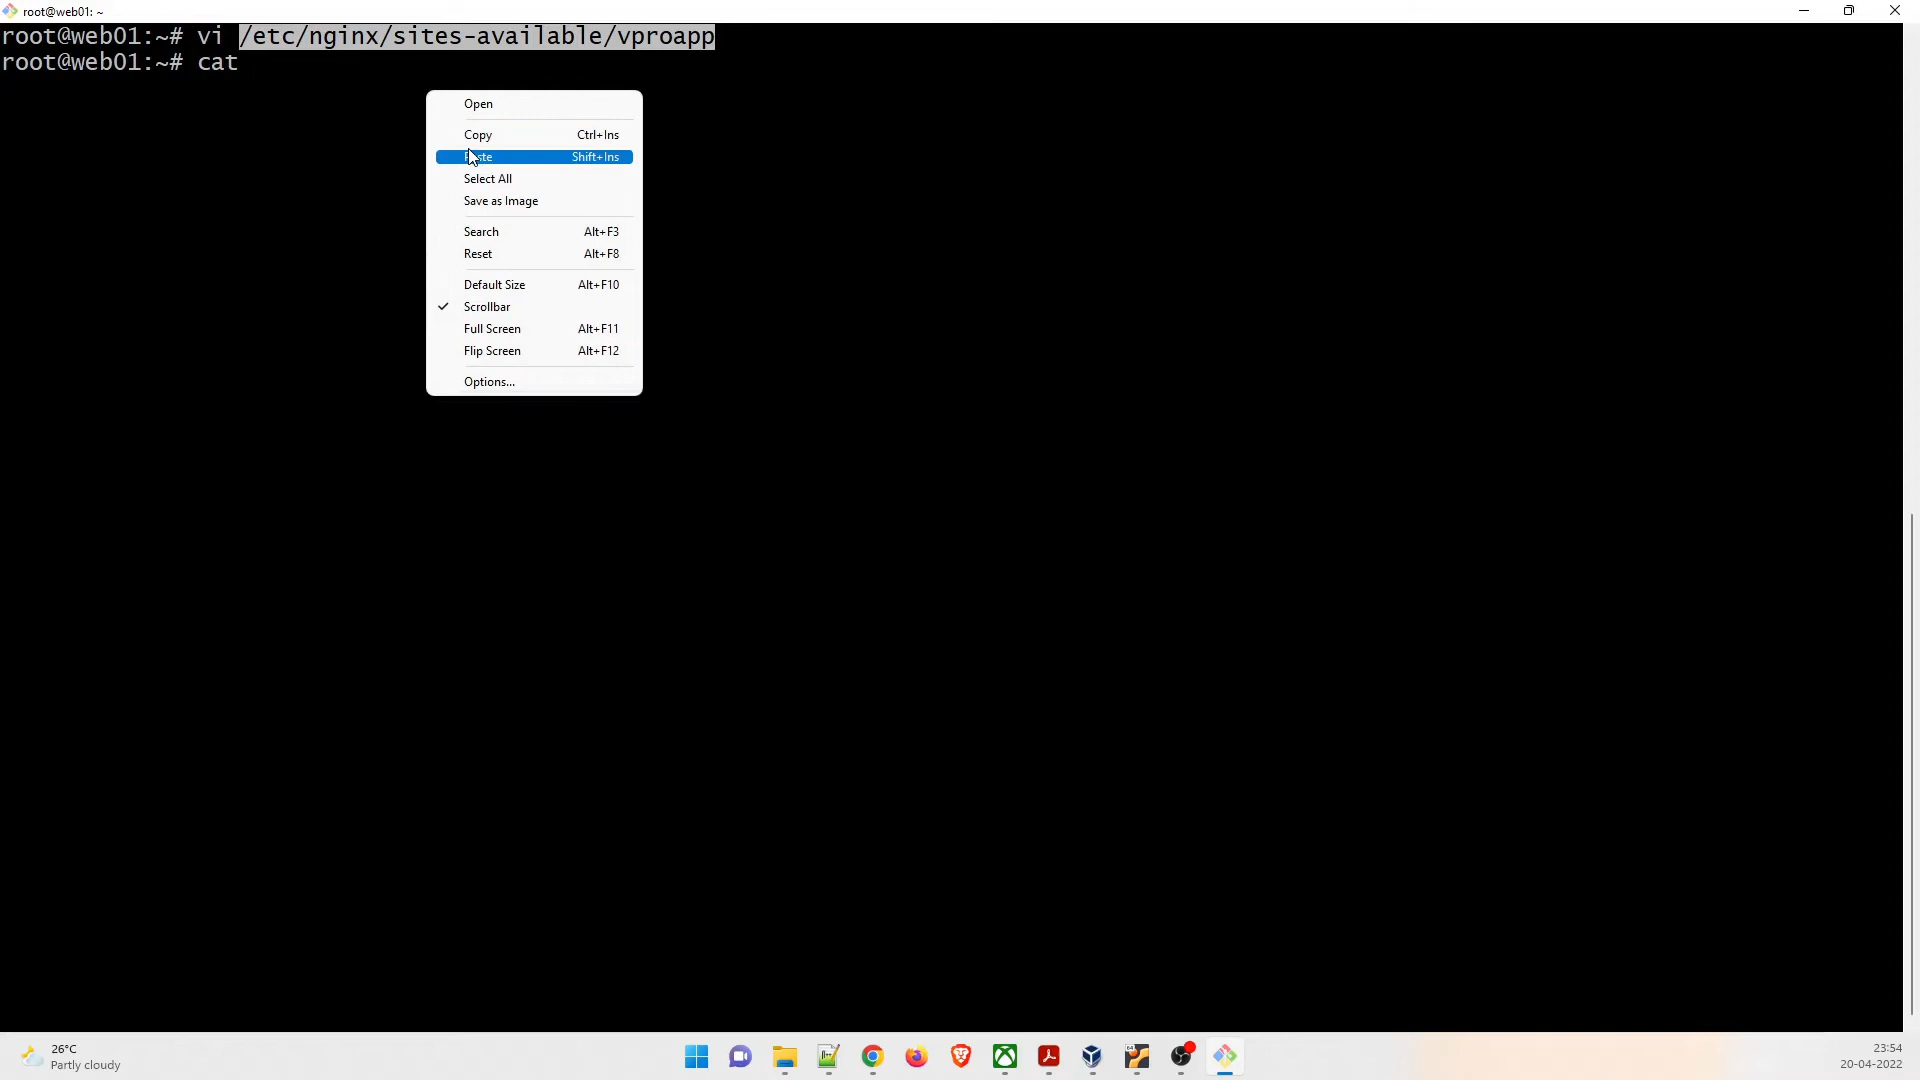 root@web01: ~
root@web01:~# vi /etc/nginx/sites-available/vproapp
root@web01:~# cat
Open
Copy Ctrl+Ins
Paste Shift+Ins
Select All
Save as Image
Search Alt+F3
Reset Alt+F8
Default Size Alt+F10
Scrollbar
Full Screen Alt+F11
Flip Screen Alt+F12
Options...
26°C
Partly cloudy
64
23:54
20-04-2022